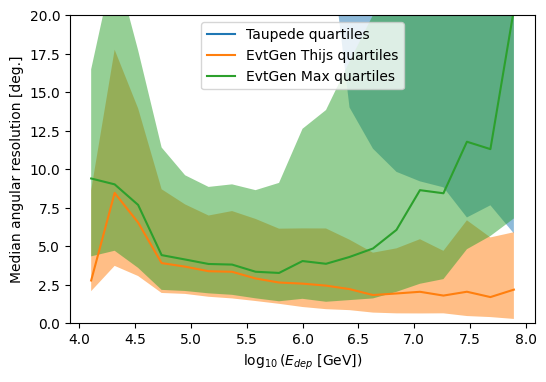 20.0
17.5
15.0
12.5
10.0
7.5
5.0
2.5
0.0
Median angular resolution [deg.]
Taupede quartiles
EvtGen Thijs quartiles
EvtGen Max quartiles
4.0 4.5 5.0 5.5 6.0 6.5 7.0 7.5 8.0
log₁₀(E_dep [GeV])